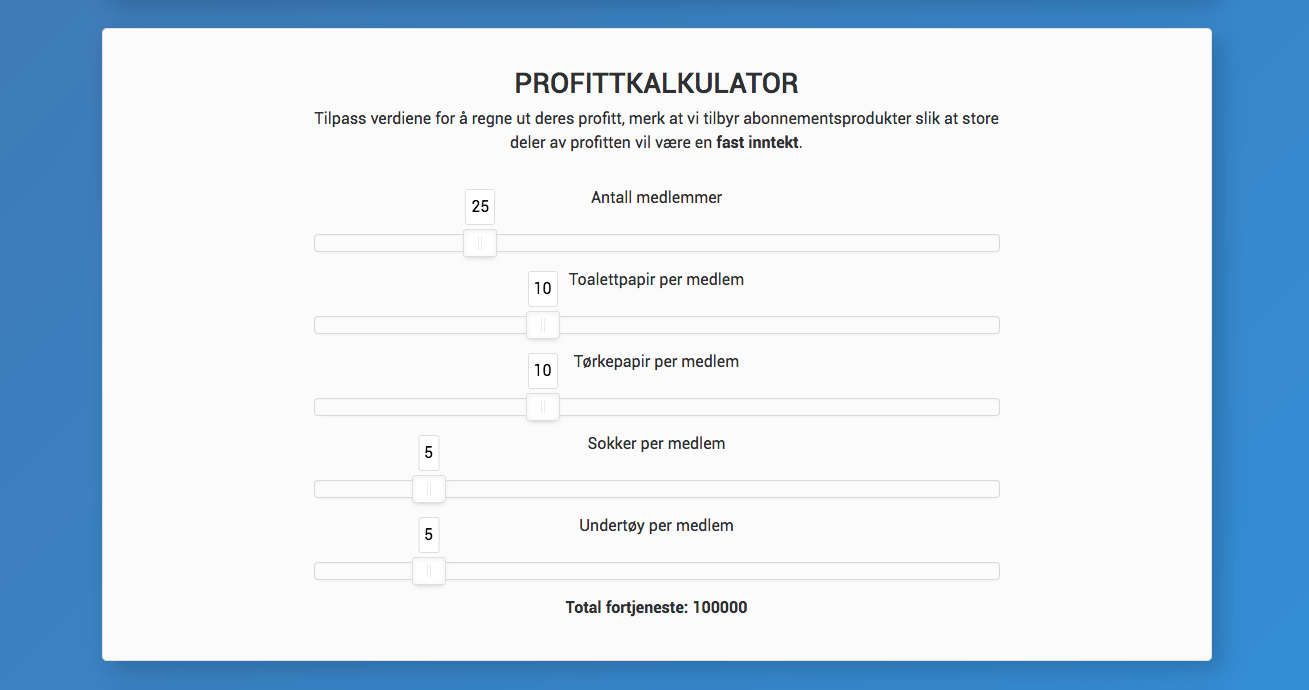 PROFITTKALKULATOR
Tilpass verdiene for å regne ut deres profitt, merk at vi tilbyr abonnementsprodukter slik at store
deler av profitten vil være en fast inntekt.
Antall medlemmer
25
Toalettpapir per medlem
10
Tørkepapir per medlem
10
Sokker per medlem
5
Undertøy per medlem
5
Total fortjeneste: 100000